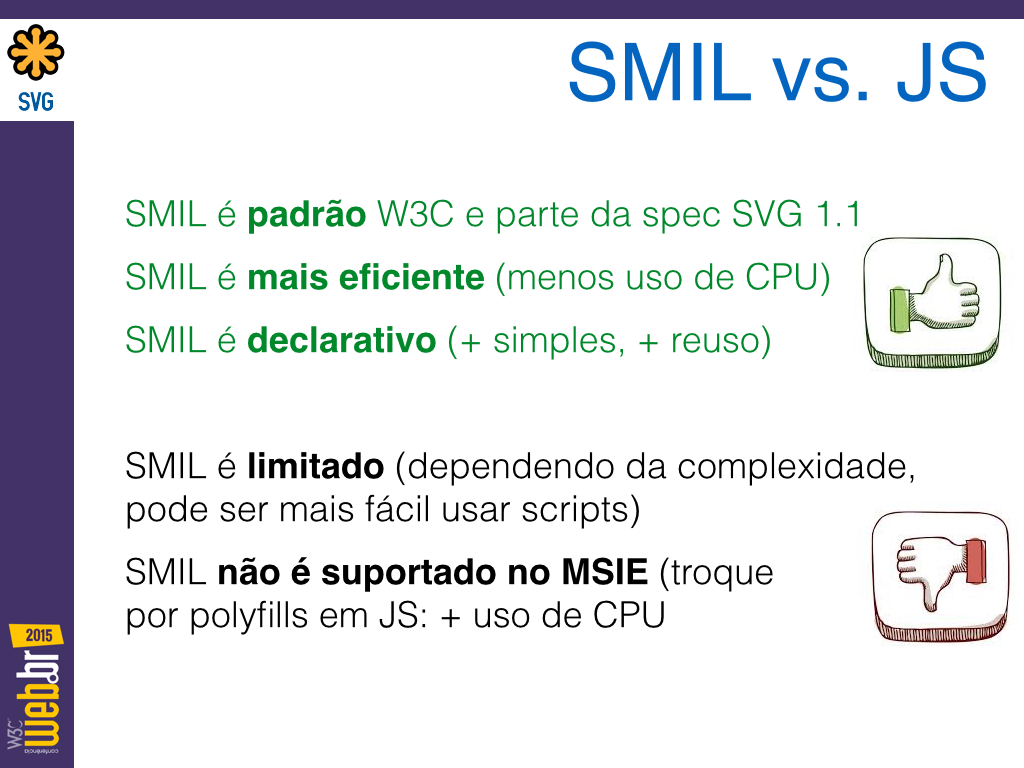 SVG
SMIL vs. JS
SMIL é padrão W3C e parte da spec SVG 1.1
SMIL é mais eficiente (menos uso de CPU)
SMIL é declarativo (+ simples, + reuso)
SMIL é limitado (dependendo da complexidade,
pode ser mais fácil usar scripts)
SMIL não é suportado no MSIE (troque
por polyfills em JS: + uso de CPU
2015
W3C
web.br
conferência